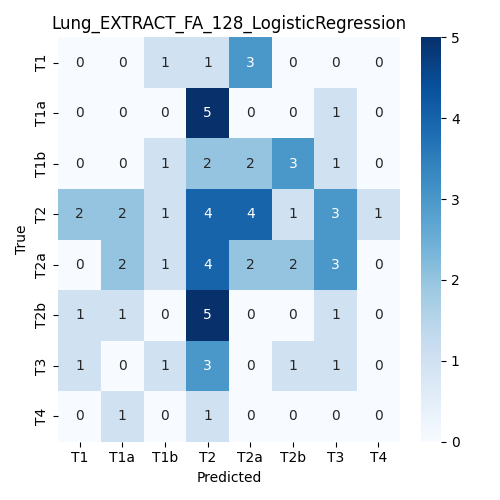 Lung_EXTRACT_FA_128_LogisticRegression
True
T1 0 0 1 1 3 0 0 0
T1a 0 0 0 5 0 0 1 0
T1b 0 0 1 2 2 3 1 0
T2 2 2 1 4 4 1 3 1
T2a 0 2 1 4 2 2 3 0
T2b 1 1 0 5 0 0 1 0
T3 1 0 1 3 0 1 1 0
T4 0 1 0 1 0 0 0 0
T1 T1a T1b T2 T2a T2b T3 T4
Predicted
5
4
3
2
1
0